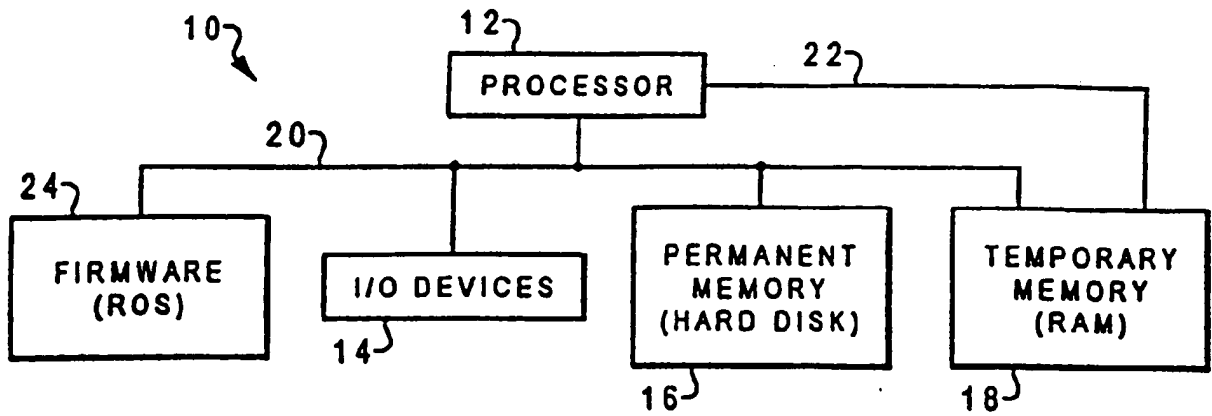 10
12
PROCESSOR
22
20
24
FIRMWARE
(ROS)
I/O DEVICES
14
PERMANENT
MEMORY
(HARD DISK)
16
TEMPORARY
MEMORY
(RAM)
18